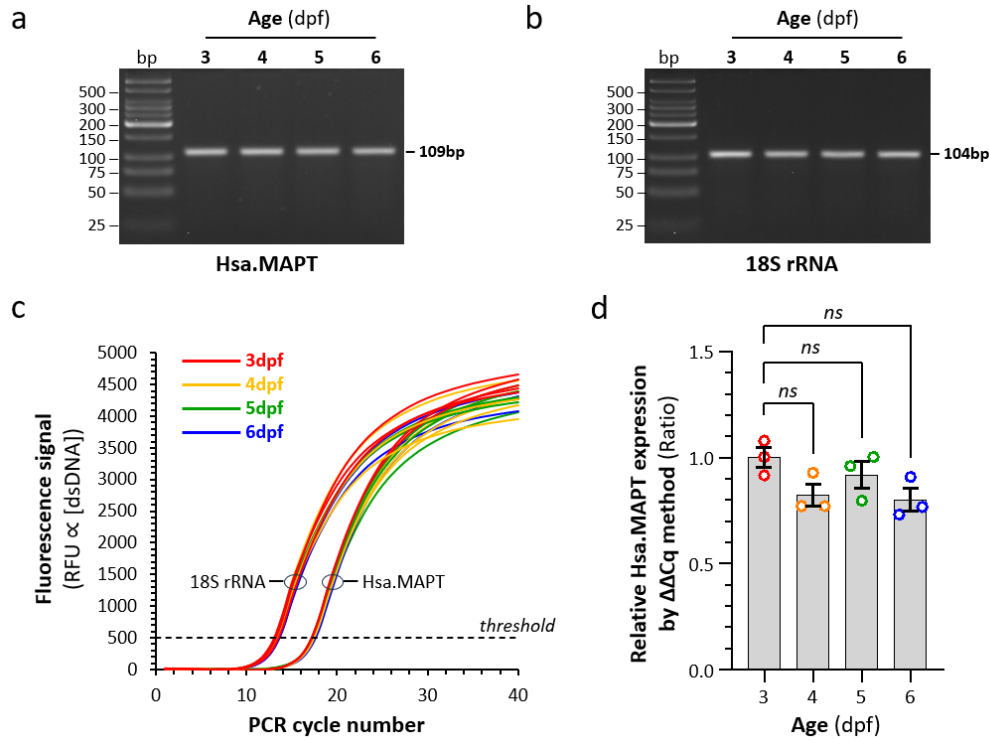 a
Age (dpf)
bp 3 4 5 6
500
300
200
150
100
75
50
25
109bp
Hsa.MAPT
b
Age (dpf)
bp 3 4 5 6
500
300
200
150
100
75
50
25
104bp
18S rRNA
c
Fluorescence signal
(RFU ∝ [dsDNA])
5000
4500
4000
3500
3000
2500
2000
1500
1000
500
0
3dpf
4dpf
5dpf
6dpf
18S rRNA
Hsa.MAPT
threshold
0 10 20 30 40
PCR cycle number
d
Relative Hsa.MAPT expression
by ΔΔCq method (Ratio)
ns
ns
ns
1.5
1.0
0.5
0.0
3 4 5 6
Age (dpf)